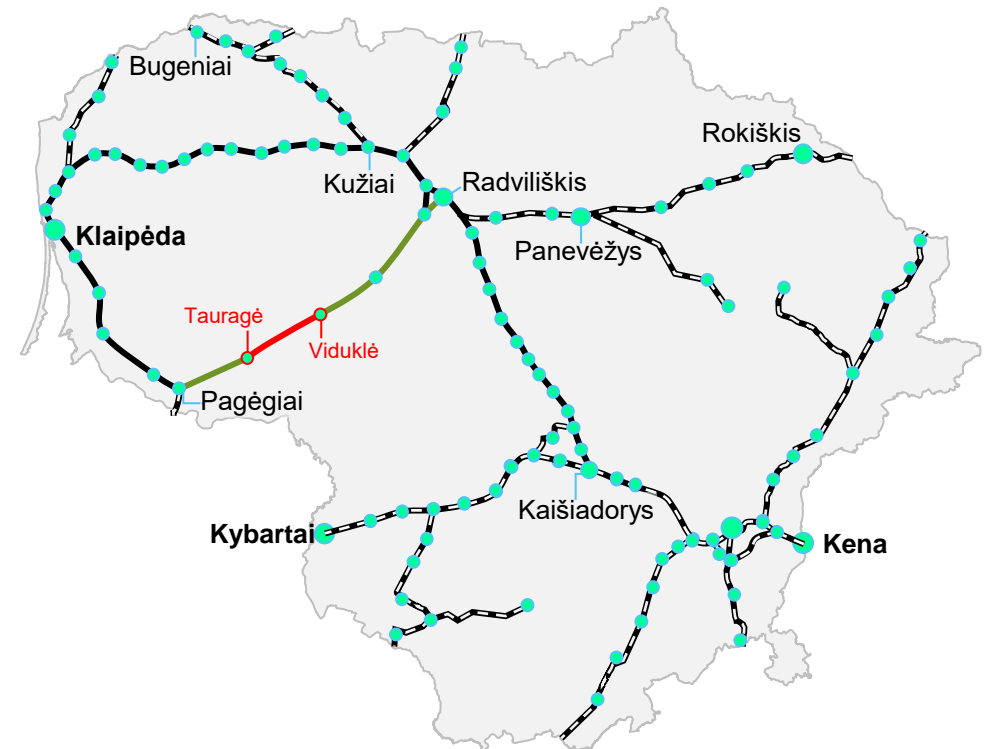 Bugeniai
Rokiškis
Kužiai
Radviliškis
Klaipėda
Panevėžys
Tauragė
Viduklė
Pagėgiai
Kaišiadorys
Kybartai
Kena